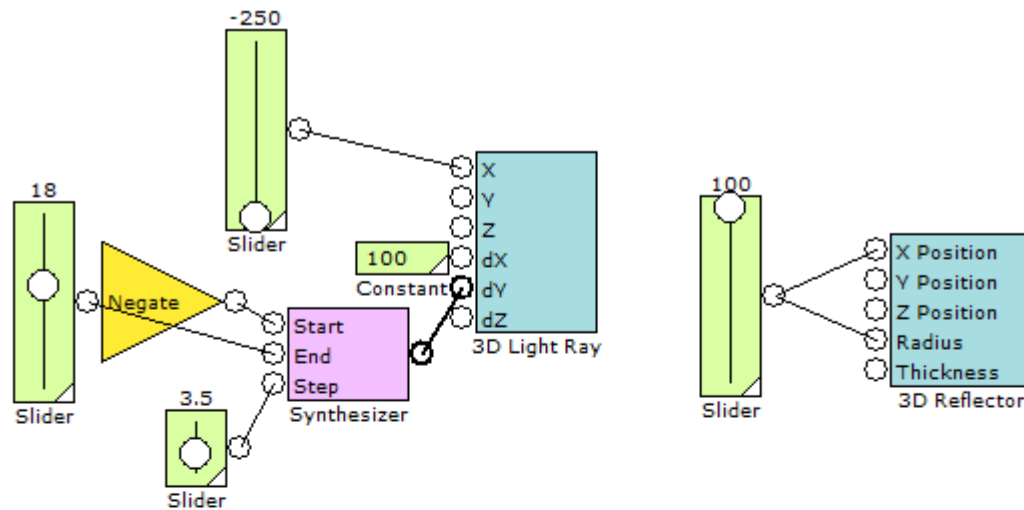 -250
Slider
18
Slider
Negate
3.5
Slider
Start
End
Step
Synthesizer
100
Constant
X
Y
Z
dX
dY
dZ
3D Light Ray
100
Slider
X Position
Y Position
Z Position
Radius
Thickness
3D Reflector